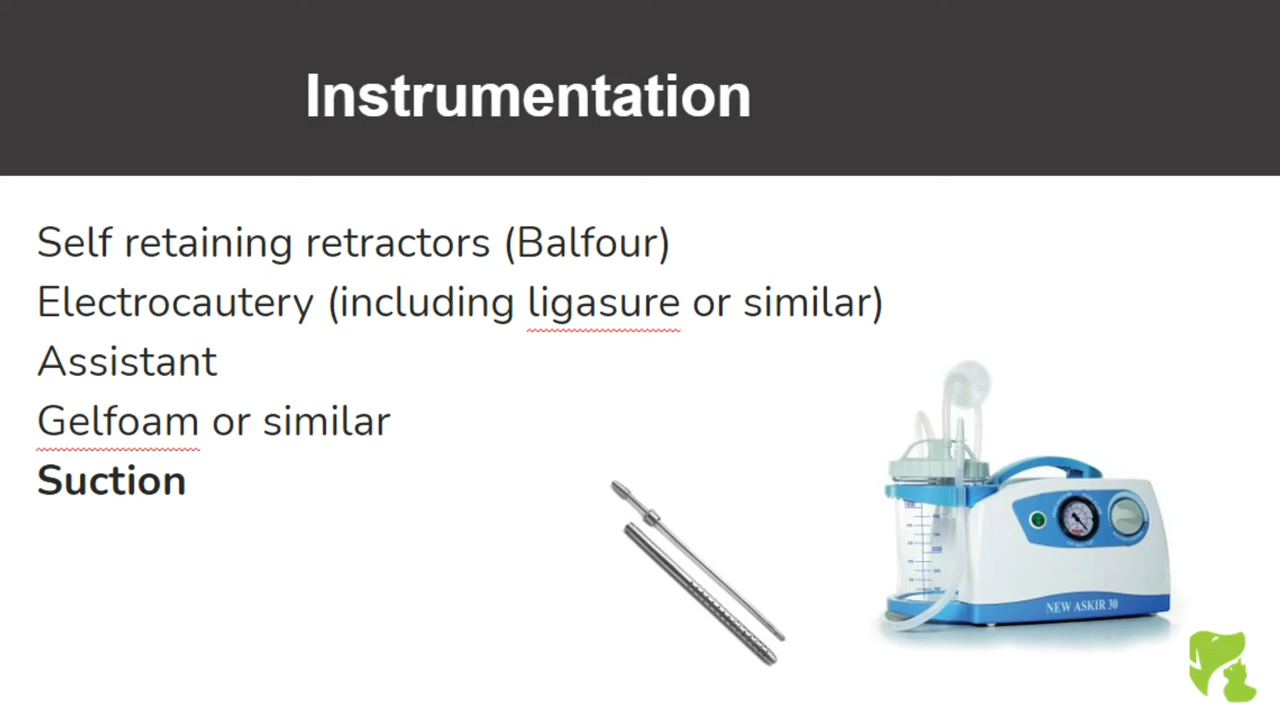 Instrumentation
Self retaining retractors (Balfour)
Electrocautery (including ligasure or similar)
Assistant
Gelfoam or similar
Suction
NEW ASKIR 30